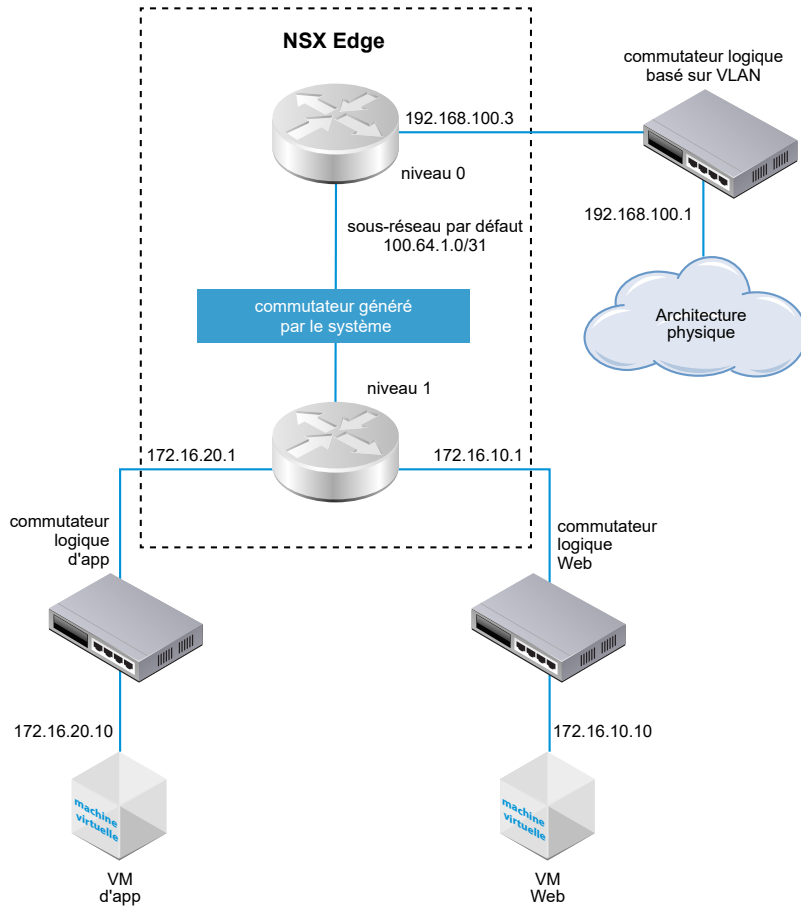 NSX Edge
commutateur logique
basé sur VLAN
192.168.100.3
niveau 0
192.168.100.1
sous-réseau par défaut
100.64.1.0/31
commutateur généré
par le système
Architecture
physique
niveau 1
172.16.20.1
172.16.10.1
commutateur
logique
d'app
commutateur
logique
Web
172.16.20.10
172.16.10.10
machine
virtuelle
machine
virtuelle
VM
d'app
VM
Web